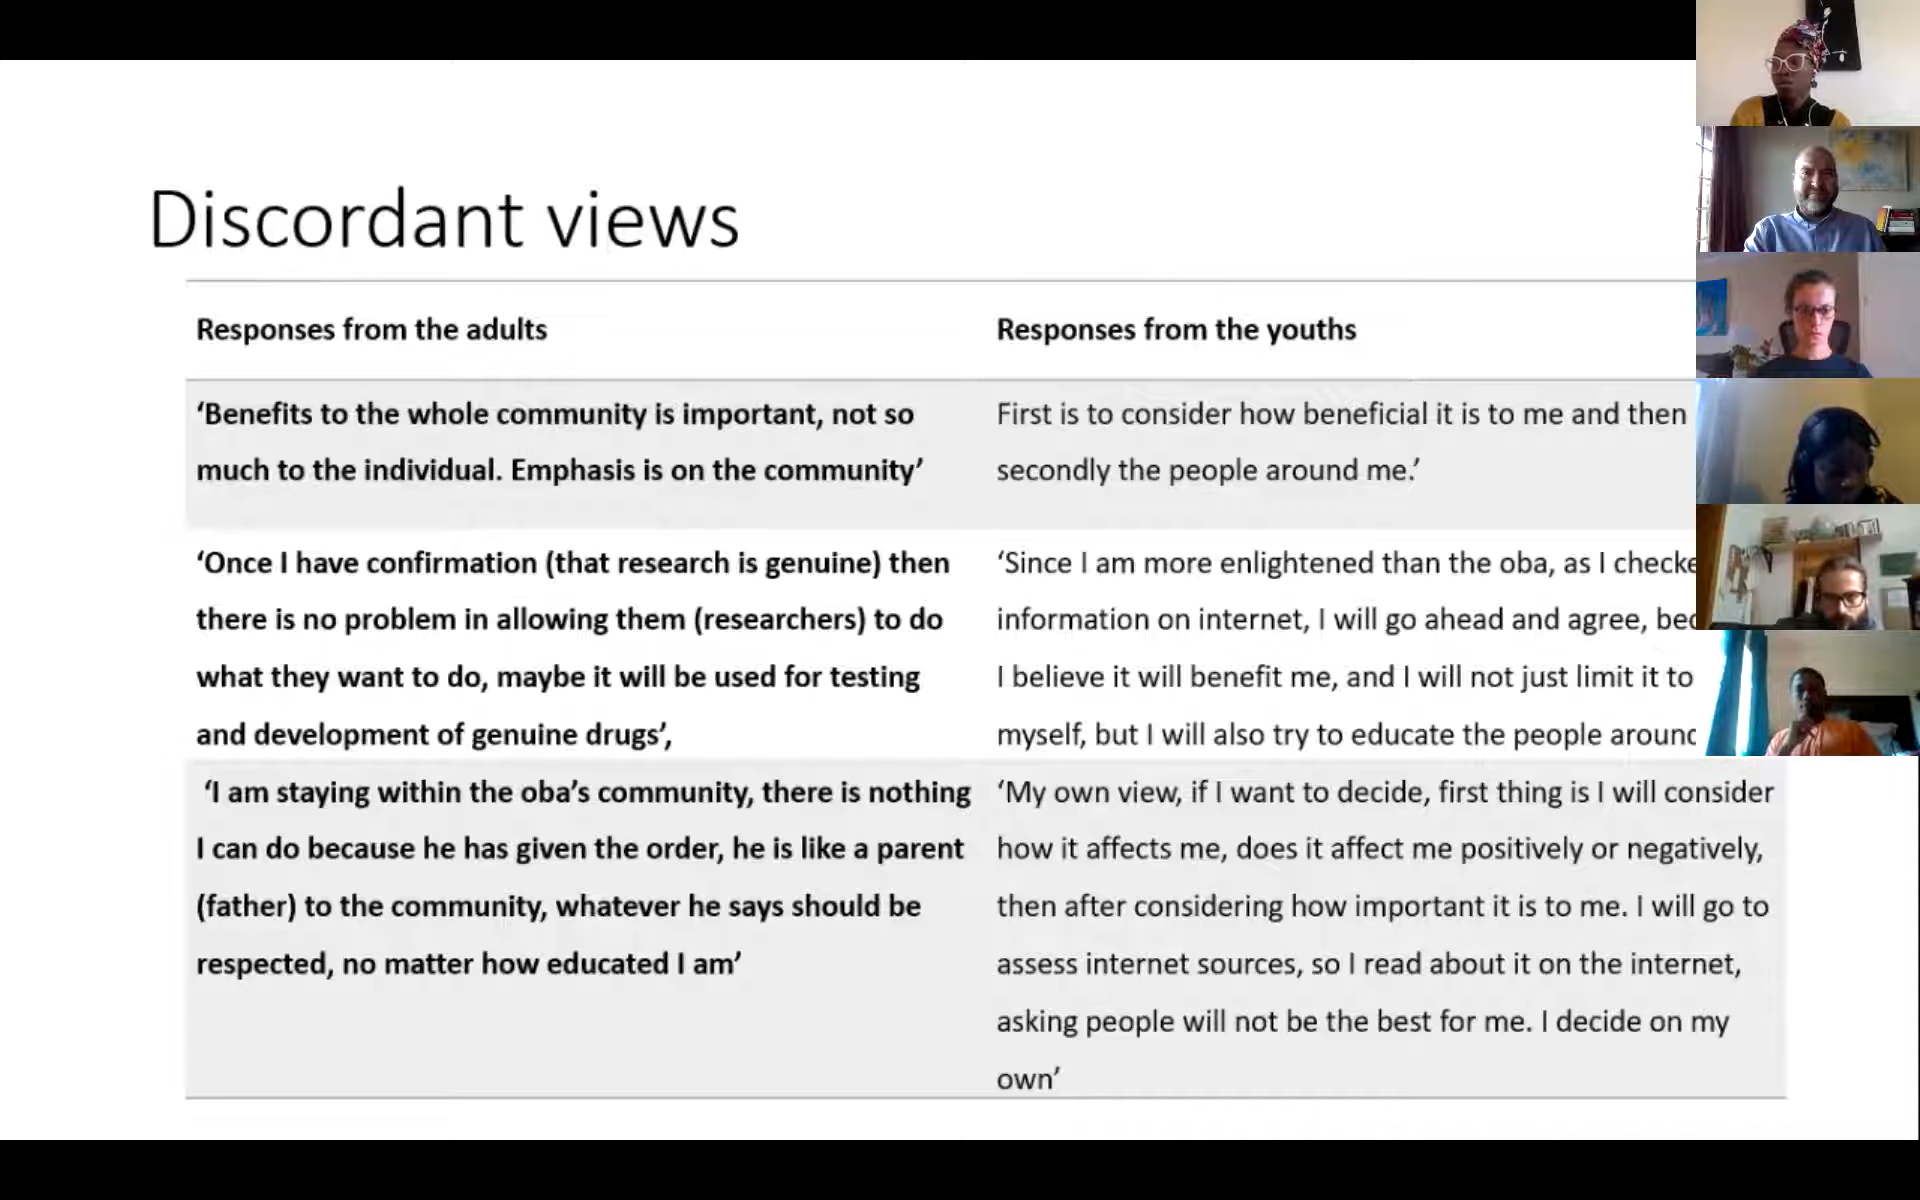 Discordant views
Responses from the adults
Responses from the youths
‘Benefits to the whole community is important, not so
much to the individual. Emphasis is on the community’
First is to consider how beneficial it is to me and then
secondly the people around me.’
‘Once I have confirmation (that research is genuine) then
there is no problem in allowing them (researchers) to do
what they want to do, maybe it will be used for testing
and development of genuine drugs’,
‘Since I am more enlightened than the oba, as I
information on internet, I will go ahead and agree,
I believe it will benefit me, and I will not just limit it to
myself, but I will also try to educate the people
‘I am staying within the oba’s community, there is nothing
I can do because he has given the order, he is like a parent
(father) to the community, whatever he says should be
respected, no matter how educated I am’
‘My own view, if I want to decide, first thing is I will consider
how it affects me, does it affect me positively or negatively,
then after considering how important it is to me. I will go to
assess internet sources, so I read about it on the internet,
asking people will not be the best for me. I decide on my
own’